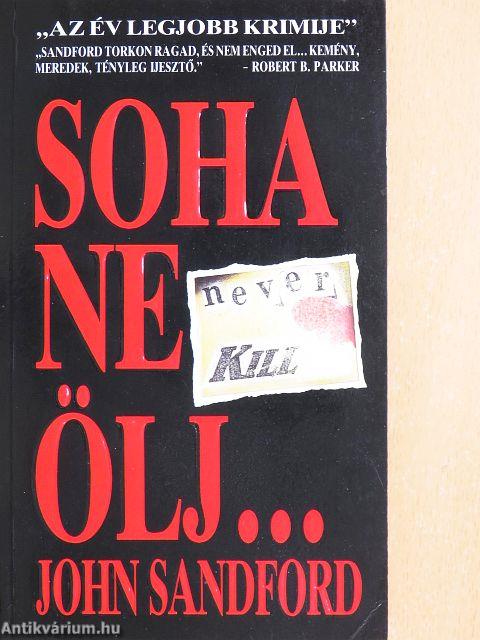 „AZ ÉV LEGJOBB KRIMIJE”
„SANDFORD TORKON RAGAD, ÉS NEM ENGED EL... KEMÉNY,
MEREDEK, TÉNYLEG IJESZTŐ.” – ROBERT B. PARKER
SOHA
NE
never
KILL
ÖLJ...
JOHN SANDFORD
Antikvárium.hu